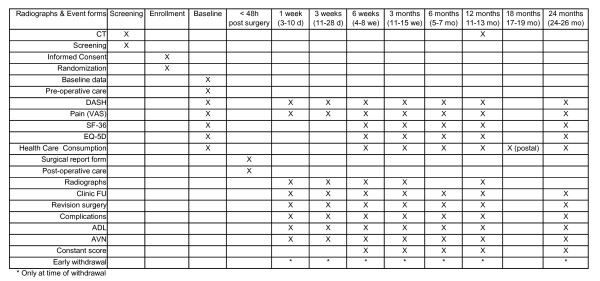 Radiographs & Event forms Screening Enrollment Baseline < 48h 1 week 3 weeks 6 weeks 3 months 6 months 12 months 18 months 24 months
post surgery (3-10 d) (11-28 d) (4-8 we) (11-15 we) (5-7 mo) 11-13 mo) (17-19 mo) (24-26 mo)
CT X X
Screening X
Informed Consent X
Randomization X
Baseline data X
Pre-operative care X
DASH X X X X X X X X
Pain (VAS) X X X X X X X X
SF-36 X X X X X X
EQ-5D X X X X X X
Health Care Consumption X X X X X X (postal) X
Surgical report form X
Post-operative care X
Radiographs X X X X X
Clinic FU X X X X X X X
Revision surgery X X X X X X X
Complications X X X X X X X
ADL X X X X X X X
AVN X X X X X X X
Constant score X X X X X
Early withdrawal * * * * * * *
* Only at time of withdrawal